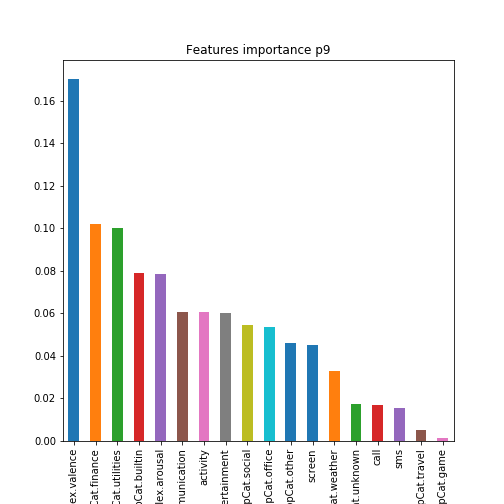 Features importance p9
0.16
0.14
0.12
0.10
0.08
0.06
0.04
0.02
0.00
ex.valence
Cat.finance
Cat.utilities
pCat.builtin
lex.arousal
munication
activity
ertainment
pCat.social
pCat.office
pCat.other
screen
at.weather
t.unknown
call
sms
pCat.travel
pCat.game